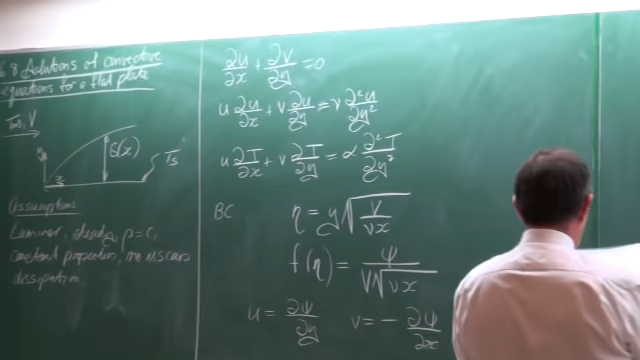 6.8 Solutions of convective
equations for a flat plate
T∞, V
δ(x)
Ts
Assumptions
Laminar, steady, ρ=c,
constant properties, no viscous
dissipation
∂u/∂x + ∂v/∂y = 0
u ∂u/∂x + v ∂u/∂y = ν ∂²u/∂y²
u ∂T/∂x + v ∂T/∂y = α ∂²T/∂y²
BC
η = y √(V/νx)
f(η) = ψ/(V√(νx/V))
u = ∂ψ/∂y
v = − ∂ψ/∂x